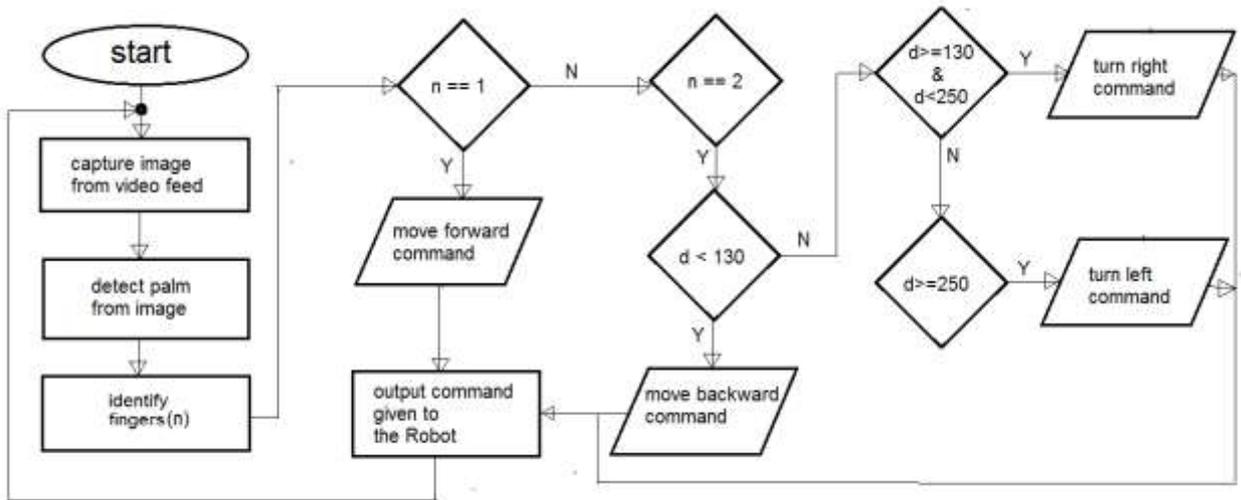 start
capture image
from video feed
detect palm
from image
identify
fingers(n)
n == 1
N
Y
move forward
command
output command
given to
the Robot
n == 2
Y
d < 130
N
Y
move backward
command
d>=130
&
d<250
Y
turn right
command
N
d>=250
Y
turn left
command